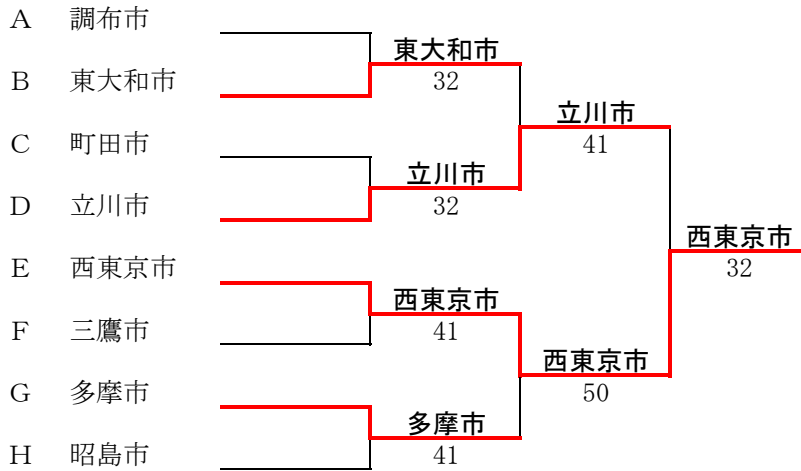 A 調布市
東大和市
32
B 東大和市
立川市
41
C 町田市
立川市
32
D 立川市
西東京市
32
E 西東京市
西東京市
41
F 三鷹市
西東京市
50
G 多摩市
多摩市
41
H 昭島市